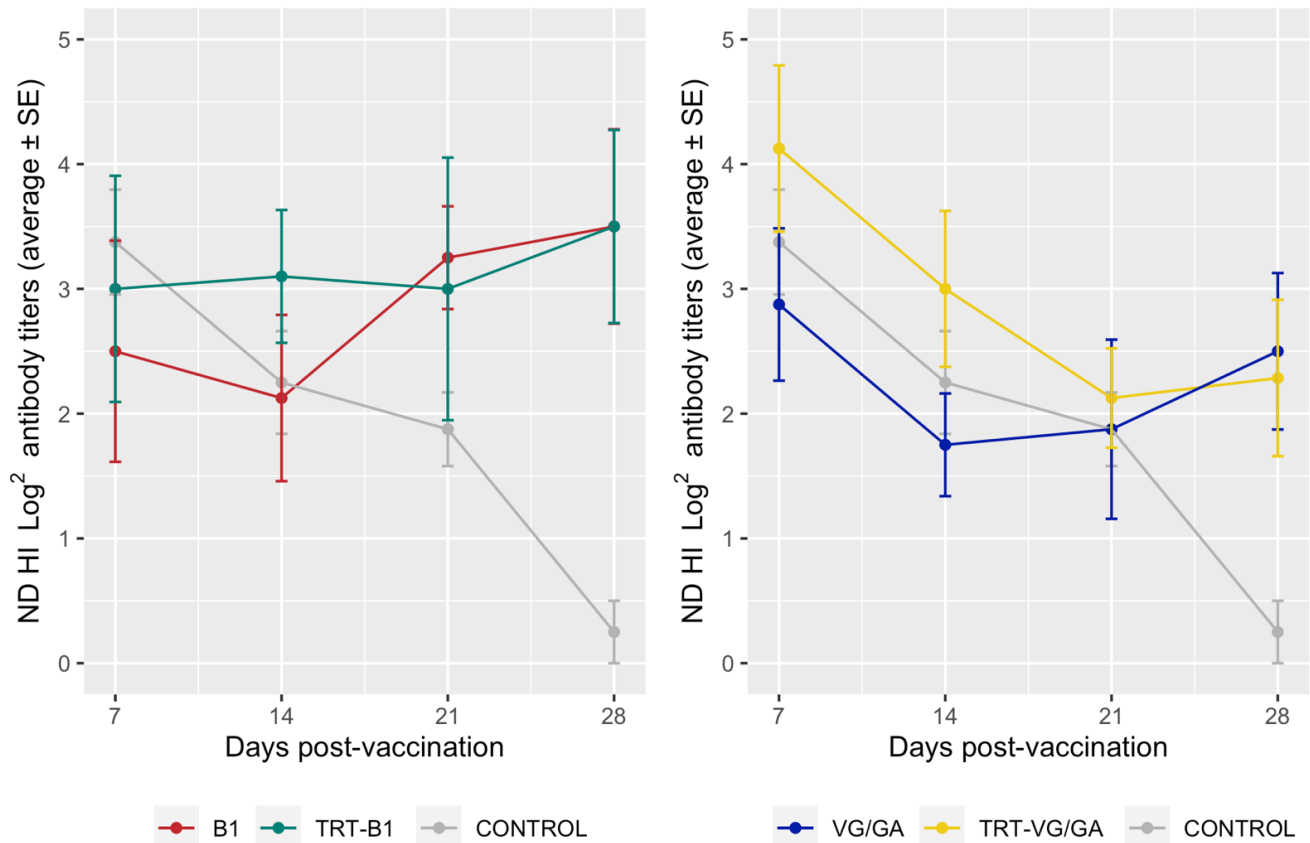 ND HI Log2 antibody titers (average ± SE)
5
4
3
2
1
0
7 14 21 28
Days post-vaccination
B1 TRT-B1 CONTROL
ND HI Log2 antibody titers (average ± SE)
5
4
3
2
1
0
7 14 21 28
Days post-vaccination
VG/GA TRT-VG/GA CONTROL